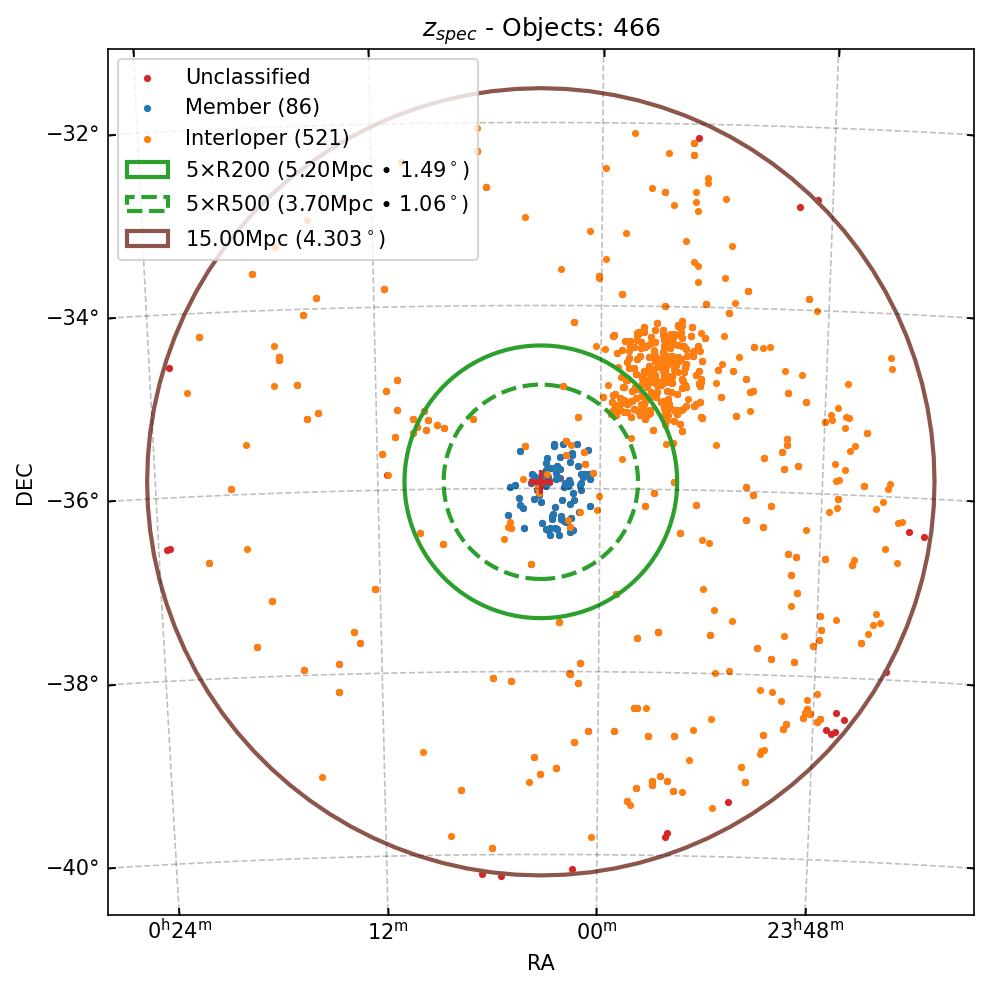 z_spec - Objects: 466
Unclassified
Member (86)
Interloper (521)
5×R200 (5.20Mpc • 1.49°)
5×R500 (3.70Mpc • 1.06°)
15.00Mpc (4.303°)
−32°
−34°
−36°
−38°
−40°
DEC
0ʰ24ᵐ
12ᵐ
00ᵐ
23ʰ48ᵐ
RA